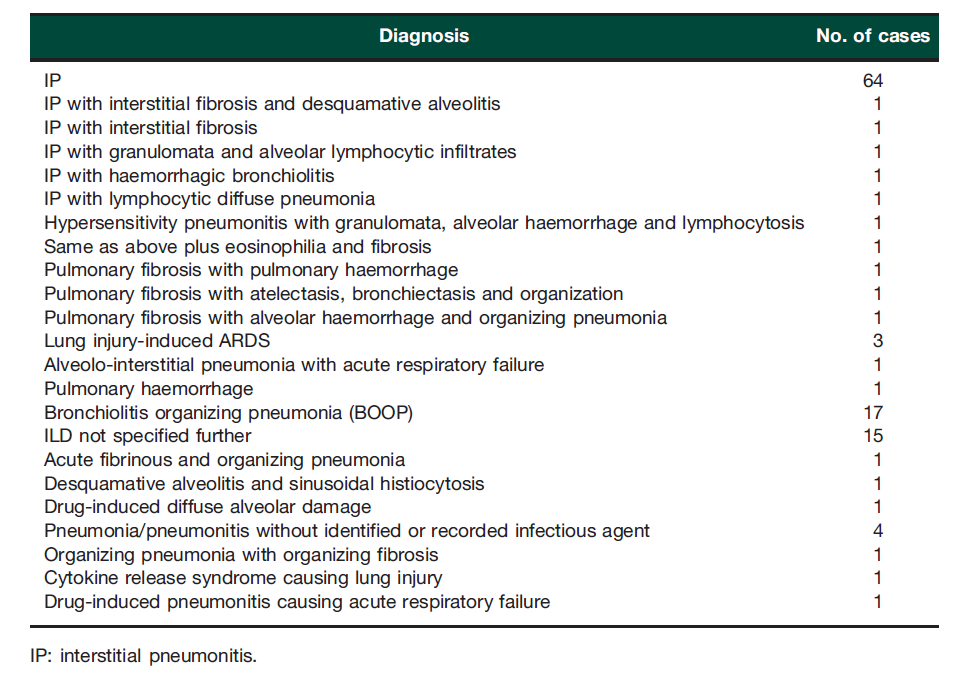 Diagnosis No. of cases
IP 64
IP with interstitial fibrosis and desquamative alveolitis 1
IP with interstitial fibrosis 1
IP with granulomata and alveolar lymphocytic infiltrates 1
IP with haemorrhagic bronchiolitis 1
IP with lymphocytic diffuse pneumonia 1
Hypersensitivity pneumonitis with granulomata, alveolar haemorrhage and lymphocytosis 1
Same as above plus eosinophilia and fibrosis 1
Pulmonary fibrosis with pulmonary haemorrhage 1
Pulmonary fibrosis with atelectasis, bronchiectasis and organization 1
Pulmonary fibrosis with alveolar haemorrhage and organizing pneumonia 1
Lung injury-induced ARDS 3
Alveolo-interstitial pneumonia with acute respiratory failure 1
Pulmonary haemorrhage 1
Bronchiolitis organizing pneumonia (BOOP) 17
ILD not specified further 15
Acute fibrinous and organizing pneumonia 1
Desquamative alveolitis and sinusoidal histiocytosis 1
Drug-induced diffuse alveolar damage 1
Pneumonia/pneumonitis without identified or recorded infectious agent 4
Organizing pneumonia with organizing fibrosis 1
Cytokine release syndrome causing lung injury 1
Drug-induced pneumonitis causing acute respiratory failure 1
IP: interstitial pneumonitis.